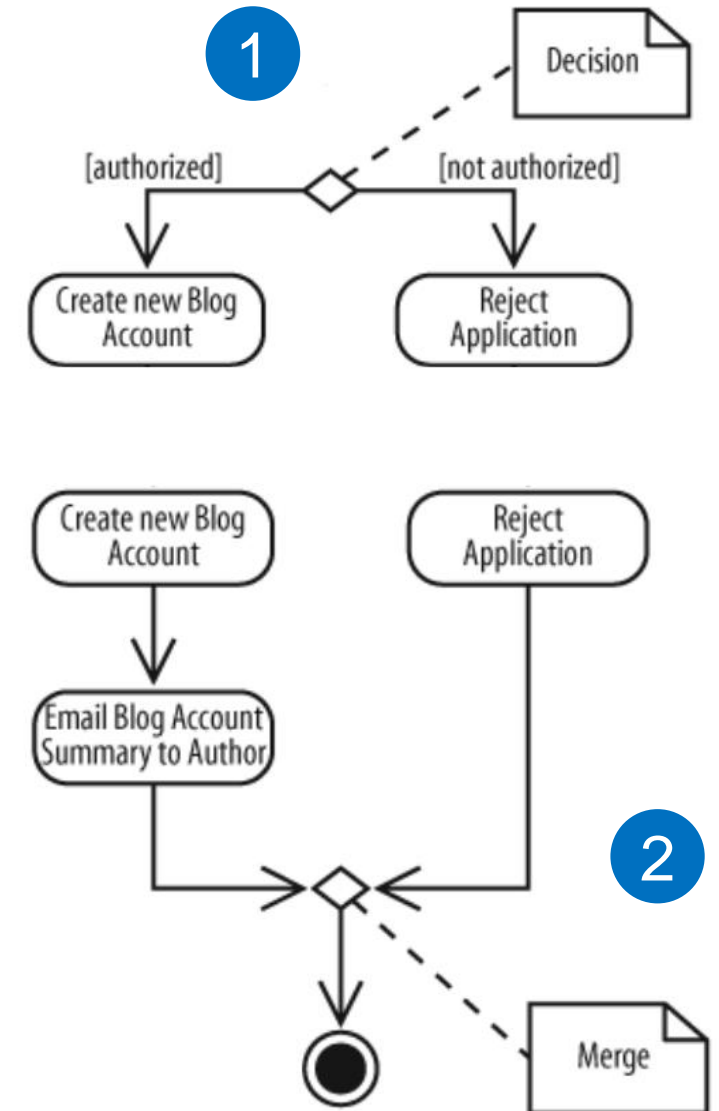 1
Decision
[authorized]
[not authorized]
Create new Blog
Account
Reject
Application
Create new Blog
Account
Reject
Application
Email Blog Account
Summary to Author
2
Merge